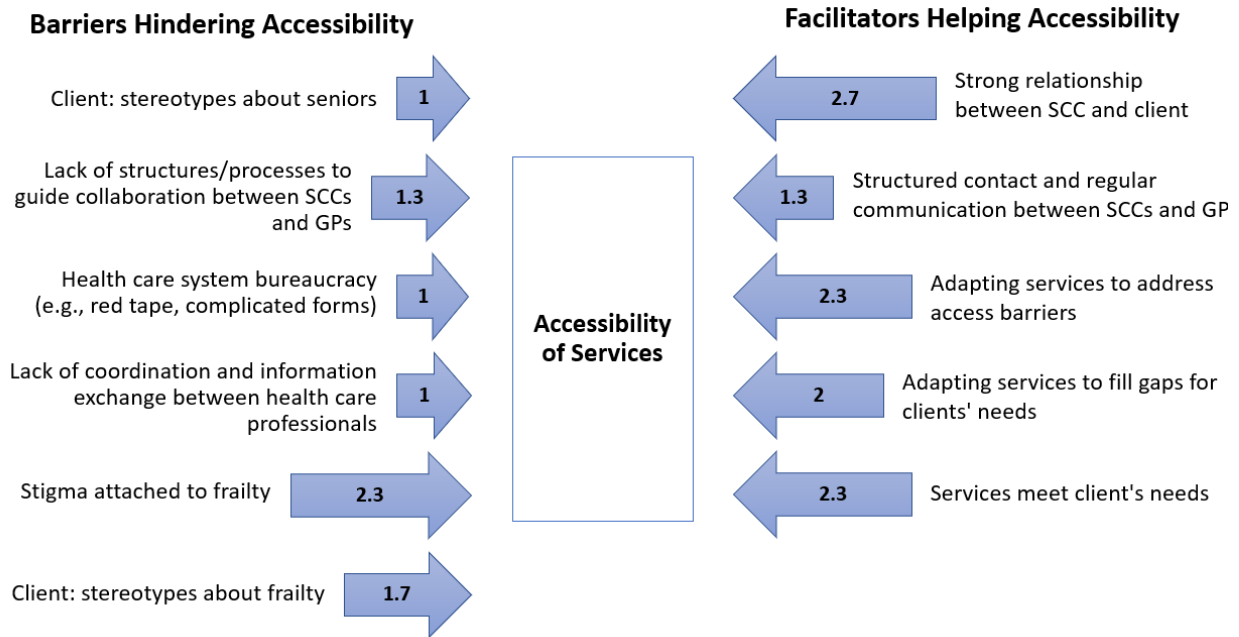 Barriers Hindering Accessibility
Client: stereotypes about seniors
1
Lack of structures/processes to
guide collaboration between SCCs
and GPs
1.3
Health care system bureaucracy
(e.g., red tape, complicated forms)
1
Lack of coordination and information
exchange between health care
professionals
1
Stigma attached to frailty
2.3
Client: stereotypes about frailty
1.7
Accessibility
of Services
Facilitators Helping Accessibility
2.7
Strong relationship
between SCC and client
1.3
Structured contact and regular
communication between SCCs and GP
2.3
Adapting services to address
access barriers
2
Adapting services to fill gaps for
clients' needs
2.3
Services meet client's needs